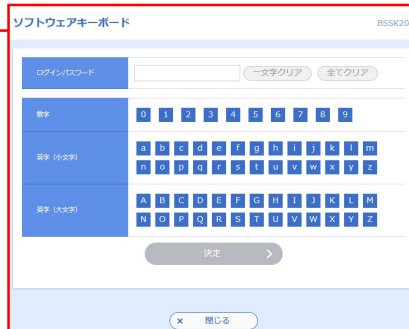 ソフトウェアキーボード BSSK20
ログインパスワード 一文字クリア 全てクリア
数字 0 1 2 3 4 5 6 7 8 9
英字（小文字） a b c d e f g h i j k l m
n o p q r s t u v w x y z
英字（大文字） A B C D E F G H I J K L M
N O P Q R S T U V W X Y Z
決定
× 閉じる